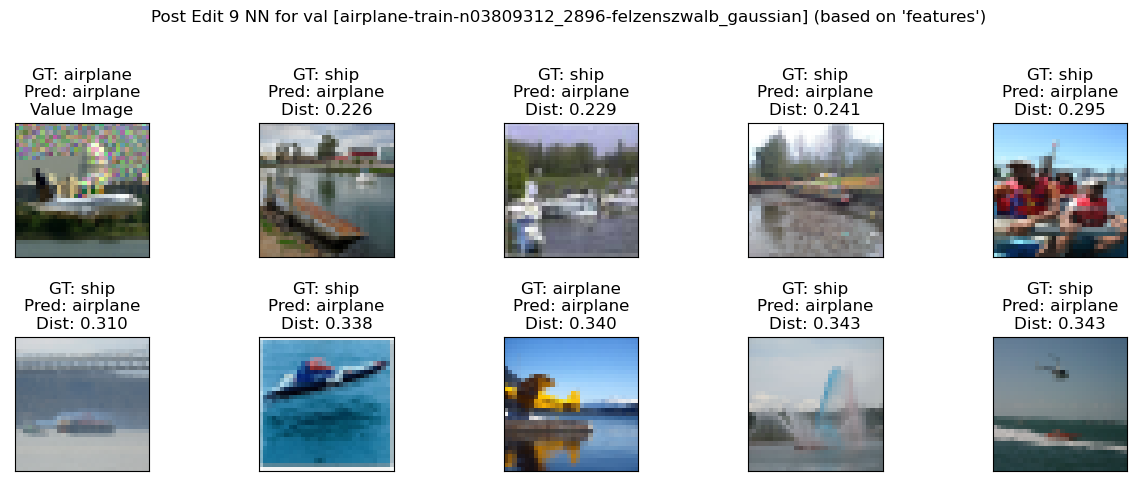 Post Edit 9 NN for val [airplane-train-n03809312_2896-felzenszwalb_gaussian] (based on 'features')
GT: airplane
Pred: airplane
Value Image
GT: ship
Pred: airplane
Dist: 0.226
GT: ship
Pred: airplane
Dist: 0.229
GT: ship
Pred: airplane
Dist: 0.241
GT: ship
Pred: airplane
Dist: 0.295
GT: ship
Pred: airplane
Dist: 0.310
GT: ship
Pred: airplane
Dist: 0.338
GT: airplane
Pred: airplane
Dist: 0.340
GT: ship
Pred: airplane
Dist: 0.343
GT: ship
Pred: airplane
Dist: 0.343